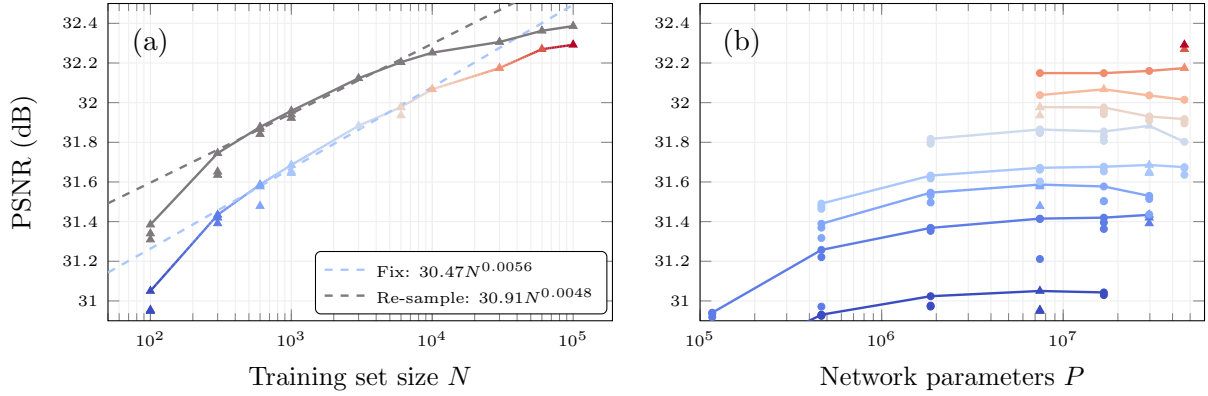 (a)
PSNR (dB)
32.4
32.2
32
31.8
31.6
31.4
31.2
31
Fix: 30.47N^0.0056
Re-sample: 30.91N^0.0048
10^2 10^3 10^4 10^5
Training set size N
(b)
32.4
32.2
32
31.8
31.6
31.4
31.2
31
10^5 10^6 10^7
Network parameters P